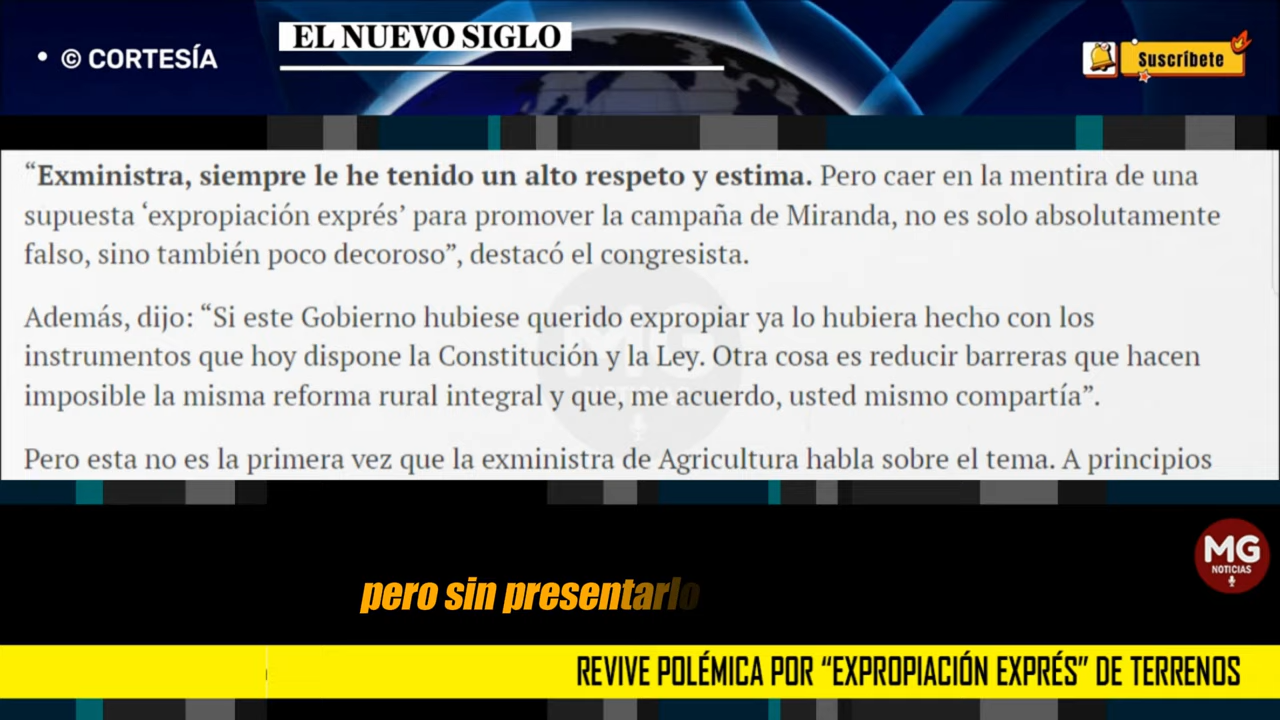 • © CORTESÍA
EL NUEVO SIGLO
Suscríbete
“Exministra, siempre le he tenido un alto respeto y estima. Pero caer en la mentira de una
supuesta ‘expropiación exprés’ para promover la campaña de Miranda, no es solo absolutamente
falso, sino también poco decoroso”, destacó el congresista.
Además, dijo: “Si este Gobierno hubiese querido expropiar ya lo hubiera hecho con los
instrumentos que hoy dispone la Constitución y la Ley. Otra cosa es reducir barreras que hacen
imposible la misma reforma rural integral y que, me acuerdo, usted mismo compartía”.
Pero esta no es la primera vez que la exministra de Agricultura habla sobre el tema. A principios
MG
NOTICIAS
MG
NOTICIAS
pero sin presentarlo
REVIVE POLÉMICA POR “EXPROPIACIÓN EXPRÉS” DE TERRENOS